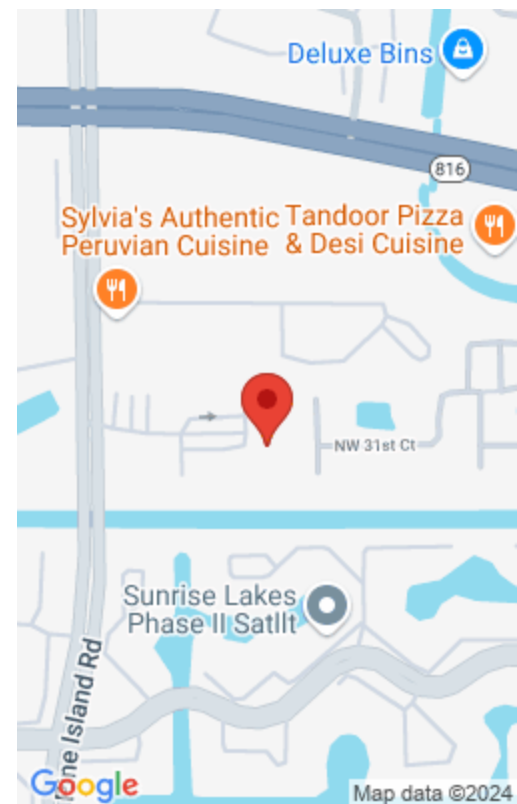 Deluxe Bins
816
Sylvia's Authentic
Peruvian Cuisine
Tandoor Pizza
& Desi Cuisine
NW 31st Ct
Sunrise Lakes
Phase II Satllt
Island Rd
Google
Map data ©2024